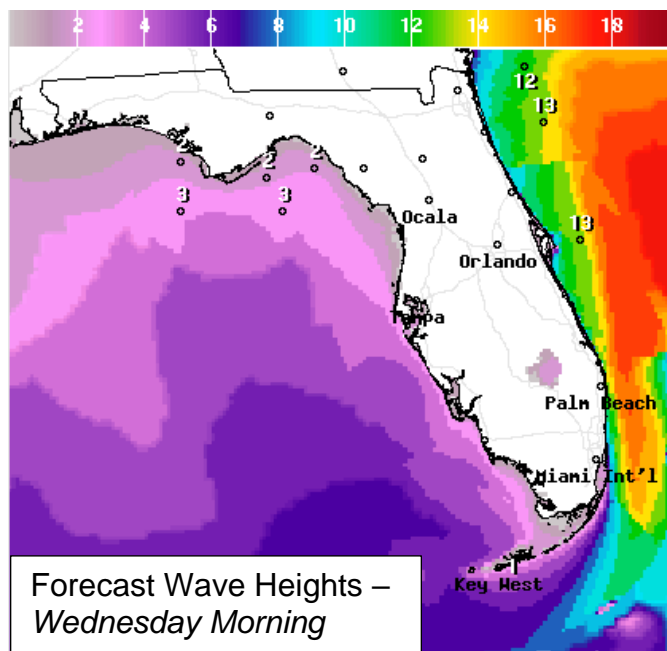 2 4 6 8 10 12 14 16 18
12
13
2
2
2
3
3
Ocala
13
Orlando
Tampa
Palm Beach
Miami Int'l
1
Key West
Forecast Wave Heights –
Wednesday Morning